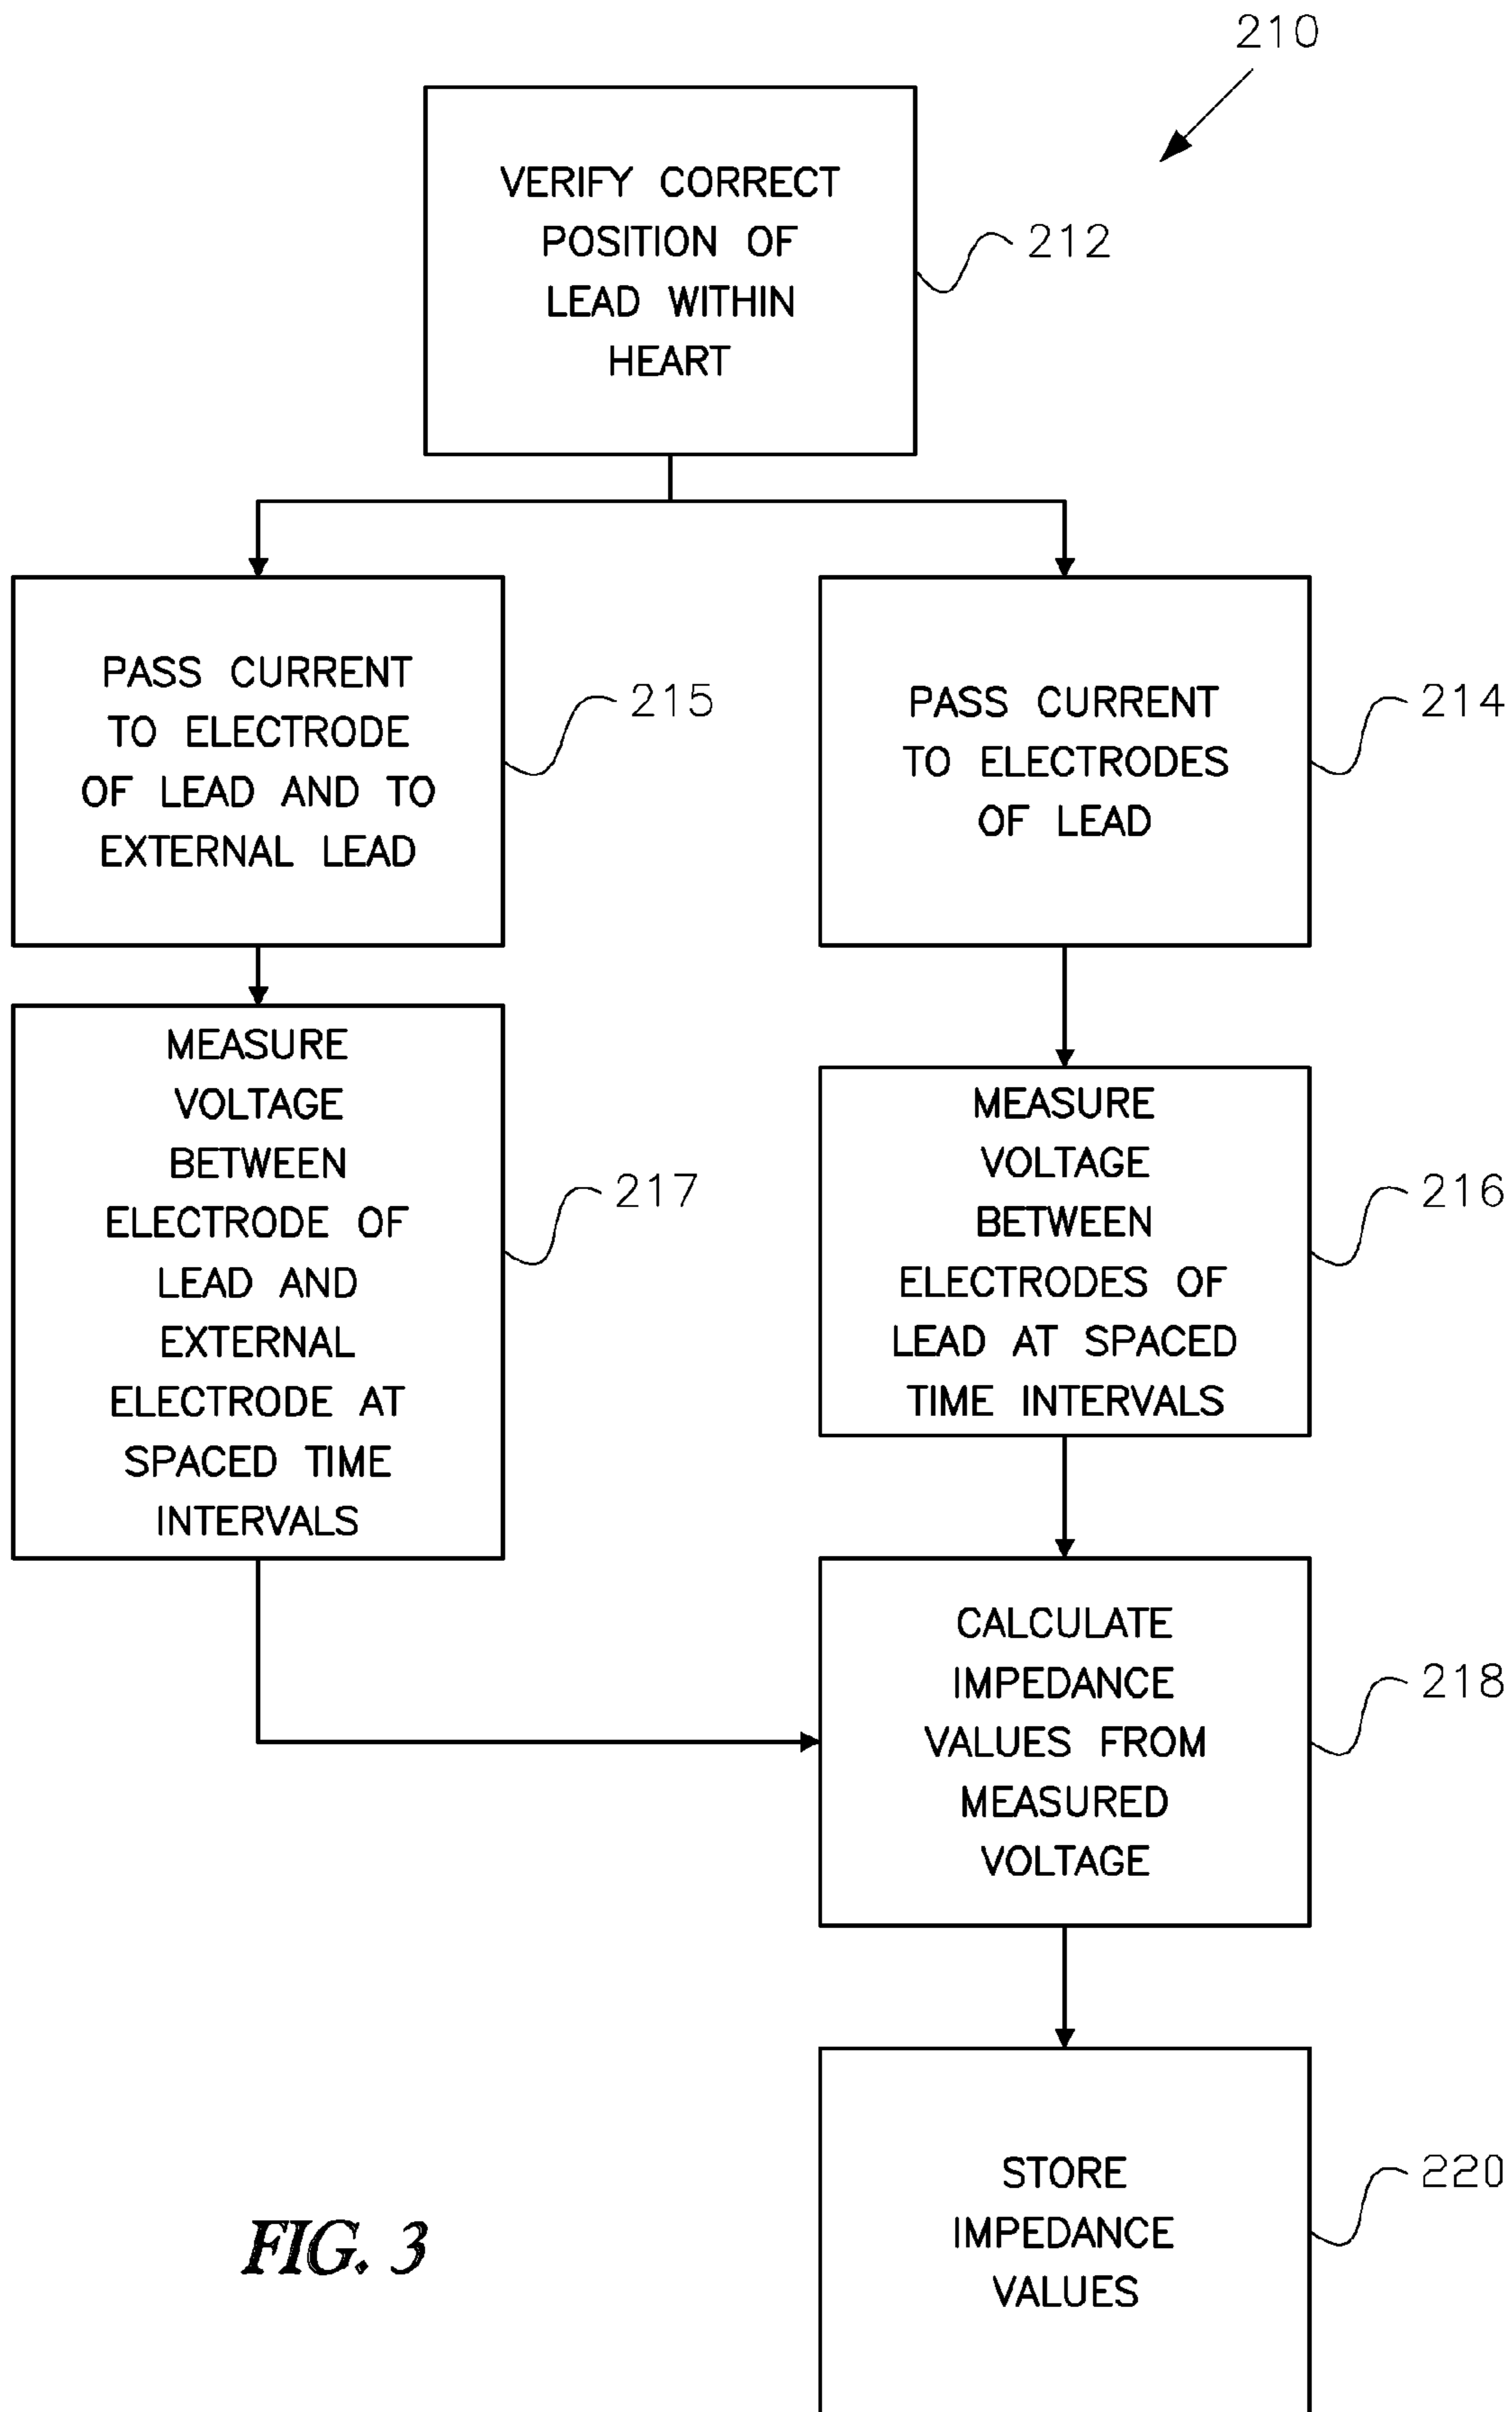 210
VERIFY CORRECT
POSITION OF
LEAD WITHIN
HEART
212
PASS CURRENT
TO ELECTRODE
OF LEAD AND TO
EXTERNAL LEAD
215
PASS CURRENT
TO ELECTRODES
OF LEAD
214
MEASURE
VOLTAGE
BETWEEN
ELECTRODE OF
LEAD AND
EXTERNAL
ELECTRODE AT
SPACED TIME
INTERVALS
217
MEASURE
VOLTAGE
BETWEEN
ELECTRODES OF
LEAD AT SPACED
TIME INTERVALS
216
CALCULATE
IMPEDANCE
VALUES FROM
MEASURED
VOLTAGE
218
STORE
IMPEDANCE
VALUES
220
FIG. 3